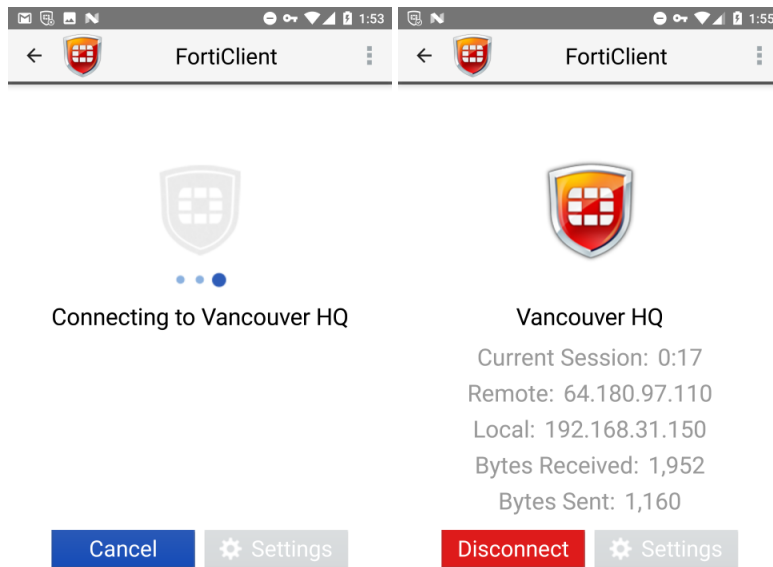 1:53
FortiClient
Connecting to Vancouver HQ
Cancel
Settings
1:55
FortiClient
Vancouver HQ
Current Session: 0:17
Remote: 64.180.97.110
Local: 192.168.31.150
Bytes Received: 1,952
Bytes Sent: 1,160
Disconnect
Settings